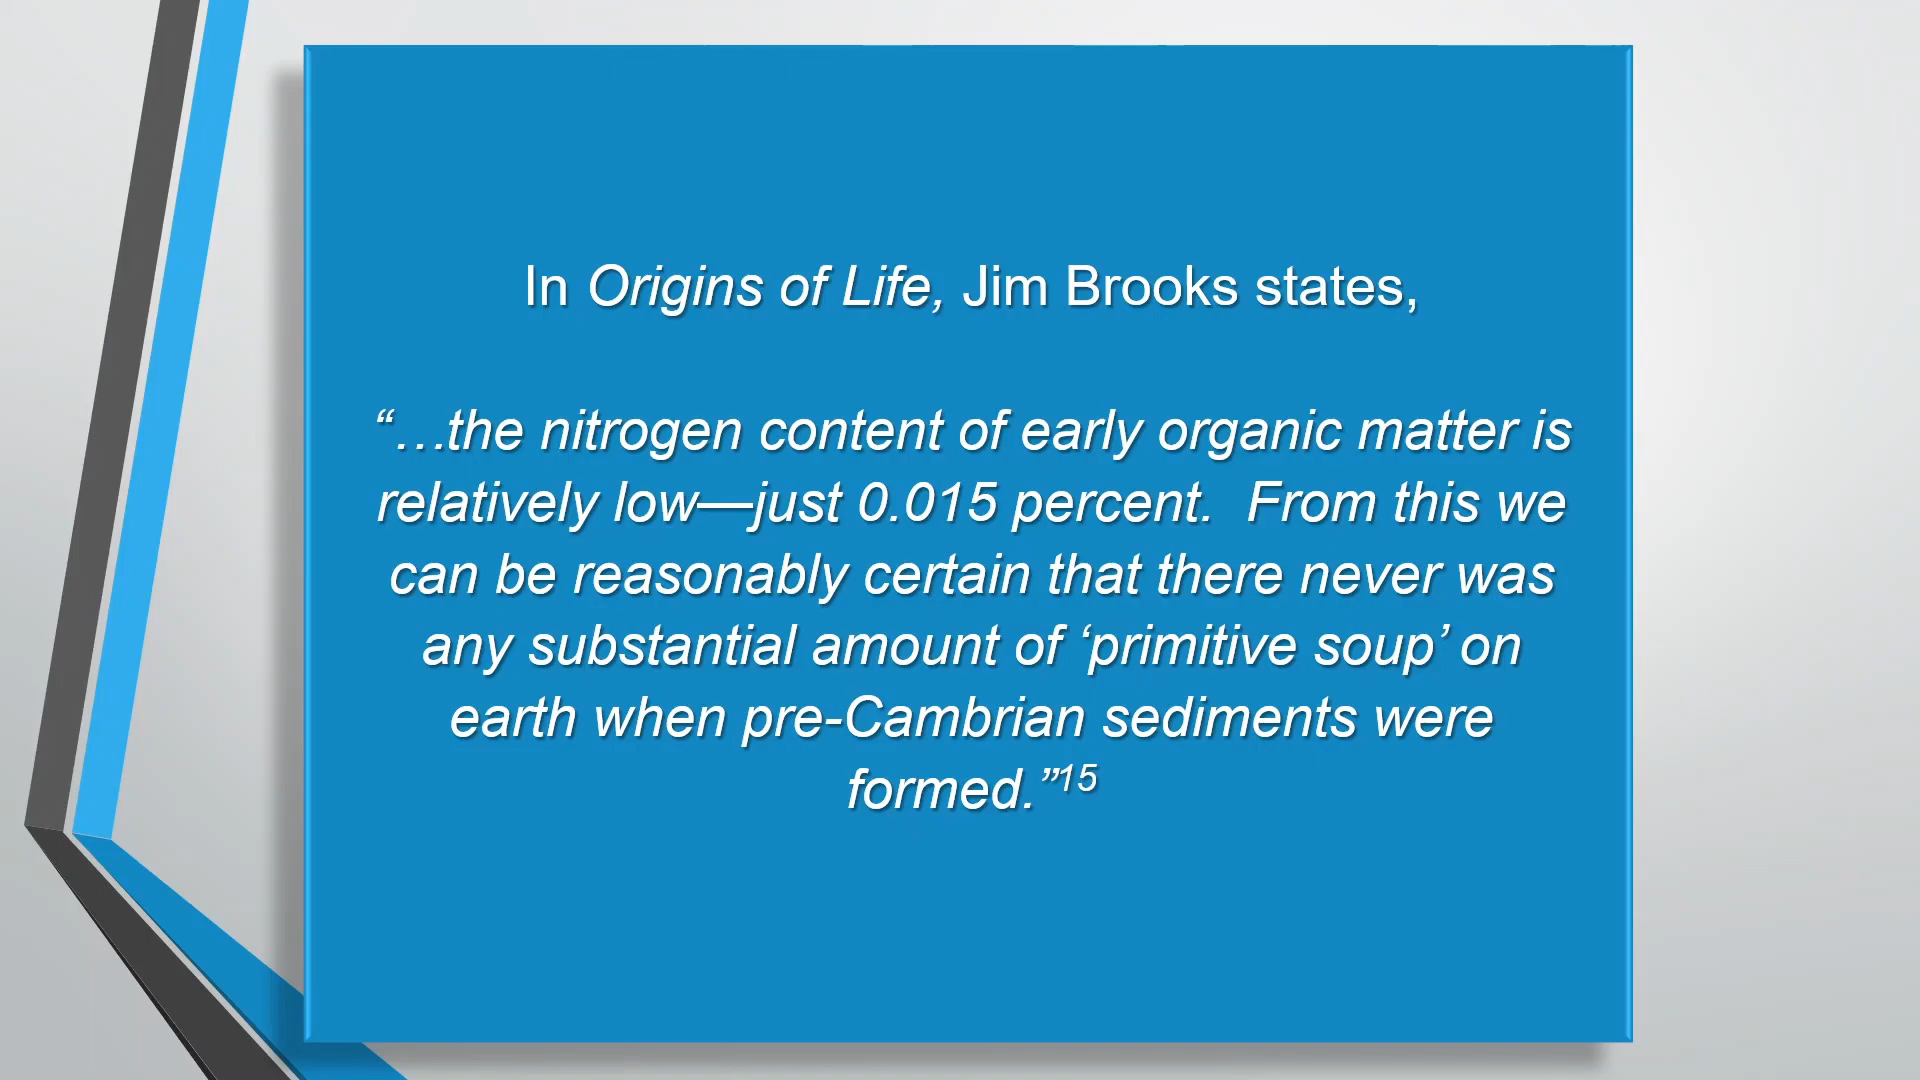 In Origins of Life, Jim Brooks states,
“…the nitrogen content of early organic matter is
relatively low—just 0.015 percent.  From this we
can be reasonably certain that there never was
any substantial amount of ‘primitive soup’ on
earth when pre-Cambrian sediments were
formed.”15